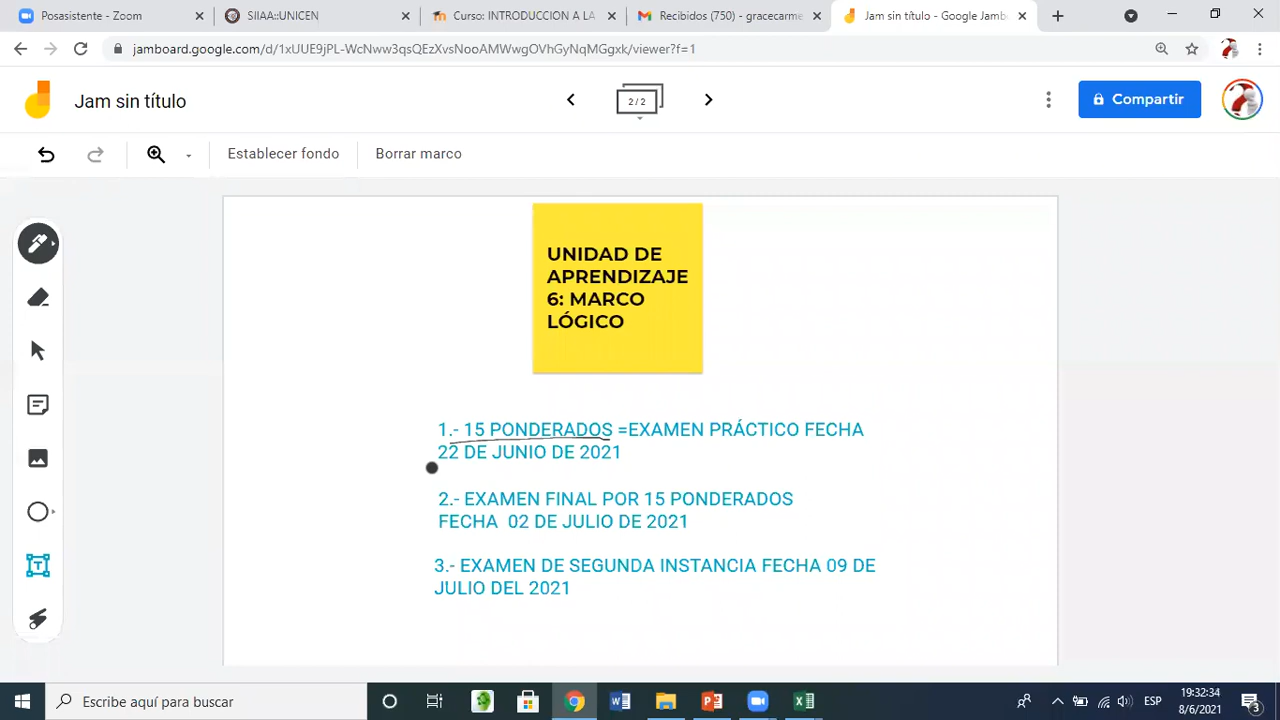 Posasistente - Zoom
SIIAA::UNICEN
Curso: INTRODUCCION A LA
Recibidos (750) - gracecarme
Jam sin título - Google Jamb
jamboard.google.com/d/1xUUE9jPL-WcNww3qsQEzXvsNooAMWwgOVhGyNqMGgxk/viewer?f=1
Jam sin título
2 / 2
Compartir
Establecer fondo
Borrar marco
UNIDAD DE
APRENDIZAJE
6: MARCO
LÓGICO
1.- 15 PONDERADOS =EXAMEN PRÁCTICO FECHA
22 DE JUNIO DE 2021
2.- EXAMEN FINAL POR 15 PONDERADOS
FECHA 02 DE JULIO DE 2021
3.- EXAMEN DE SEGUNDA INSTANCIA FECHA 09 DE
JULIO DEL 2021
Escribe aquí para buscar
ESP
19:32:34
8/6/2021
3